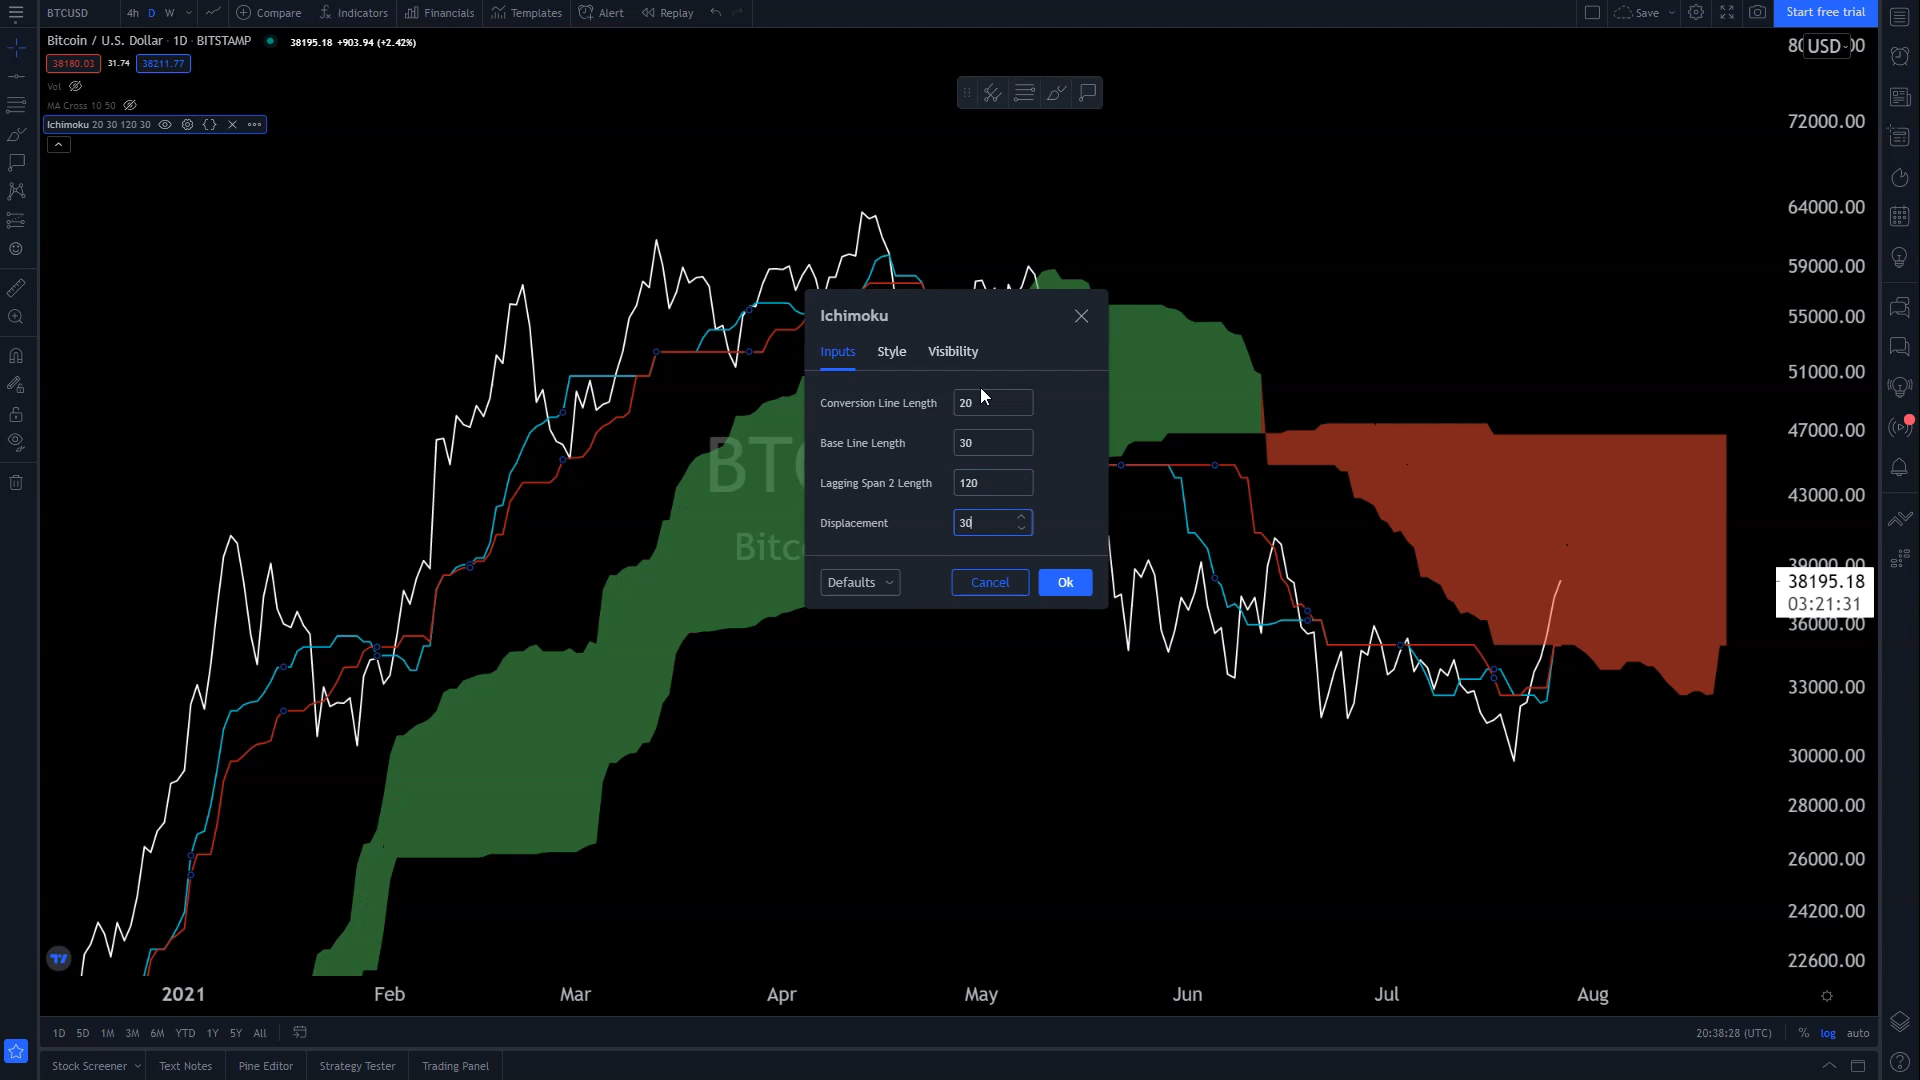 BTCUSD 4h D W Compare Indicators Financials Templates Alert Replay Save Start free trial
Bitcoin / U.S. Dollar · 1D · BITSTAMP 38195.18 +903.94 (+2.42%)
USD
38180.03 31.74 38211.77
Vol
MA Cross 10 50
Ichimoku 20 30 120 30
72000.00
64000.00
59000.00
55000.00
51000.00
47000.00
43000.00
39000.00
38195.18
03:21:31
36000.00
33000.00
30000.00
28000.00
26000.00
24200.00
22600.00
Ichimoku
Inputs Style Visibility
Conversion Line Length 20
Base Line Length 30
Lagging Span 2 Length 120
Displacement 30
Defaults Cancel Ok
2021 Feb Mar Apr May Jun Jul Aug
1D 5D 1M 3M 6M YTD 1Y 5Y All 20:38:28 (UTC) % log auto
Stock Screener Text Notes Pine Editor Strategy Tester Trading Panel